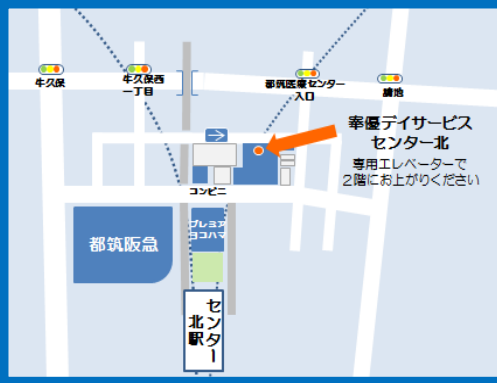 牛久保
牛久保西
一丁目
都筑医療センター
入口
幸優デイサービス
センター北
専用エレベーターで
2階にお上がりください
コンビニ
都筑阪急
プレミア
ヨコハマ
センター
北駅